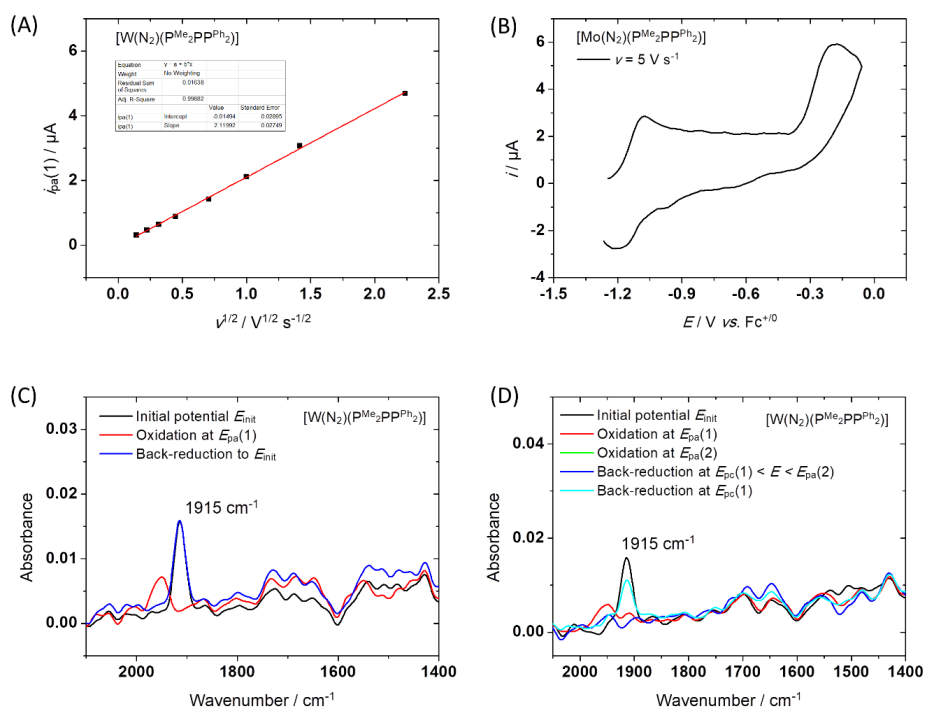 (A)
[W(N₂)(Pᴹᵉ₂PPᴾʰ₂)]
Equation y = a + b*x
Weight No Weighting
Residual Sum of Squares 0.01638
Adj. R-Square 0.99882
Value Standard Error
ipa(1) Intercept -0.01494 0.02895
ipa(1) Slope 2.11992 0.02749
6
4
2
0
ipa(1) / μA
0.0 0.5 1.0 1.5 2.0 2.5
v1/2 / V1/2 s-1/2
(B)
[Mo(N₂)(Pᴹᵉ₂PPᴾʰ₂)]
v = 5 V s-1
8
6
4
2
0
-2
-4
i / μA
-1.5 -1.2 -0.9 -0.6 -0.3 0.0
E / V vs. Fc+/0
(C)
Initial potential Einit
Oxidation at Epa(1)
Back-reduction to Einit
[W(N₂)(Pᴹᵉ₂PPᴾʰ₂)]
1915 cm-1
0.03
0.02
0.01
0.00
Absorbance
2000 1800 1600 1400
Wavenumber / cm-1
(D)
Initial potential Einit
Oxidation at Epa(1)
Oxidation at Epa(2)
Back-reduction at Epc(1) < E < Epa(2)
Back-reduction at Epc(1)
[W(N₂)(Pᴹᵉ₂PPᴾʰ₂)]
1915 cm-1
0.04
0.02
0.00
Absorbance
2000 1900 1800 1700 1600 1500 1400
Wavenumber / cm-1